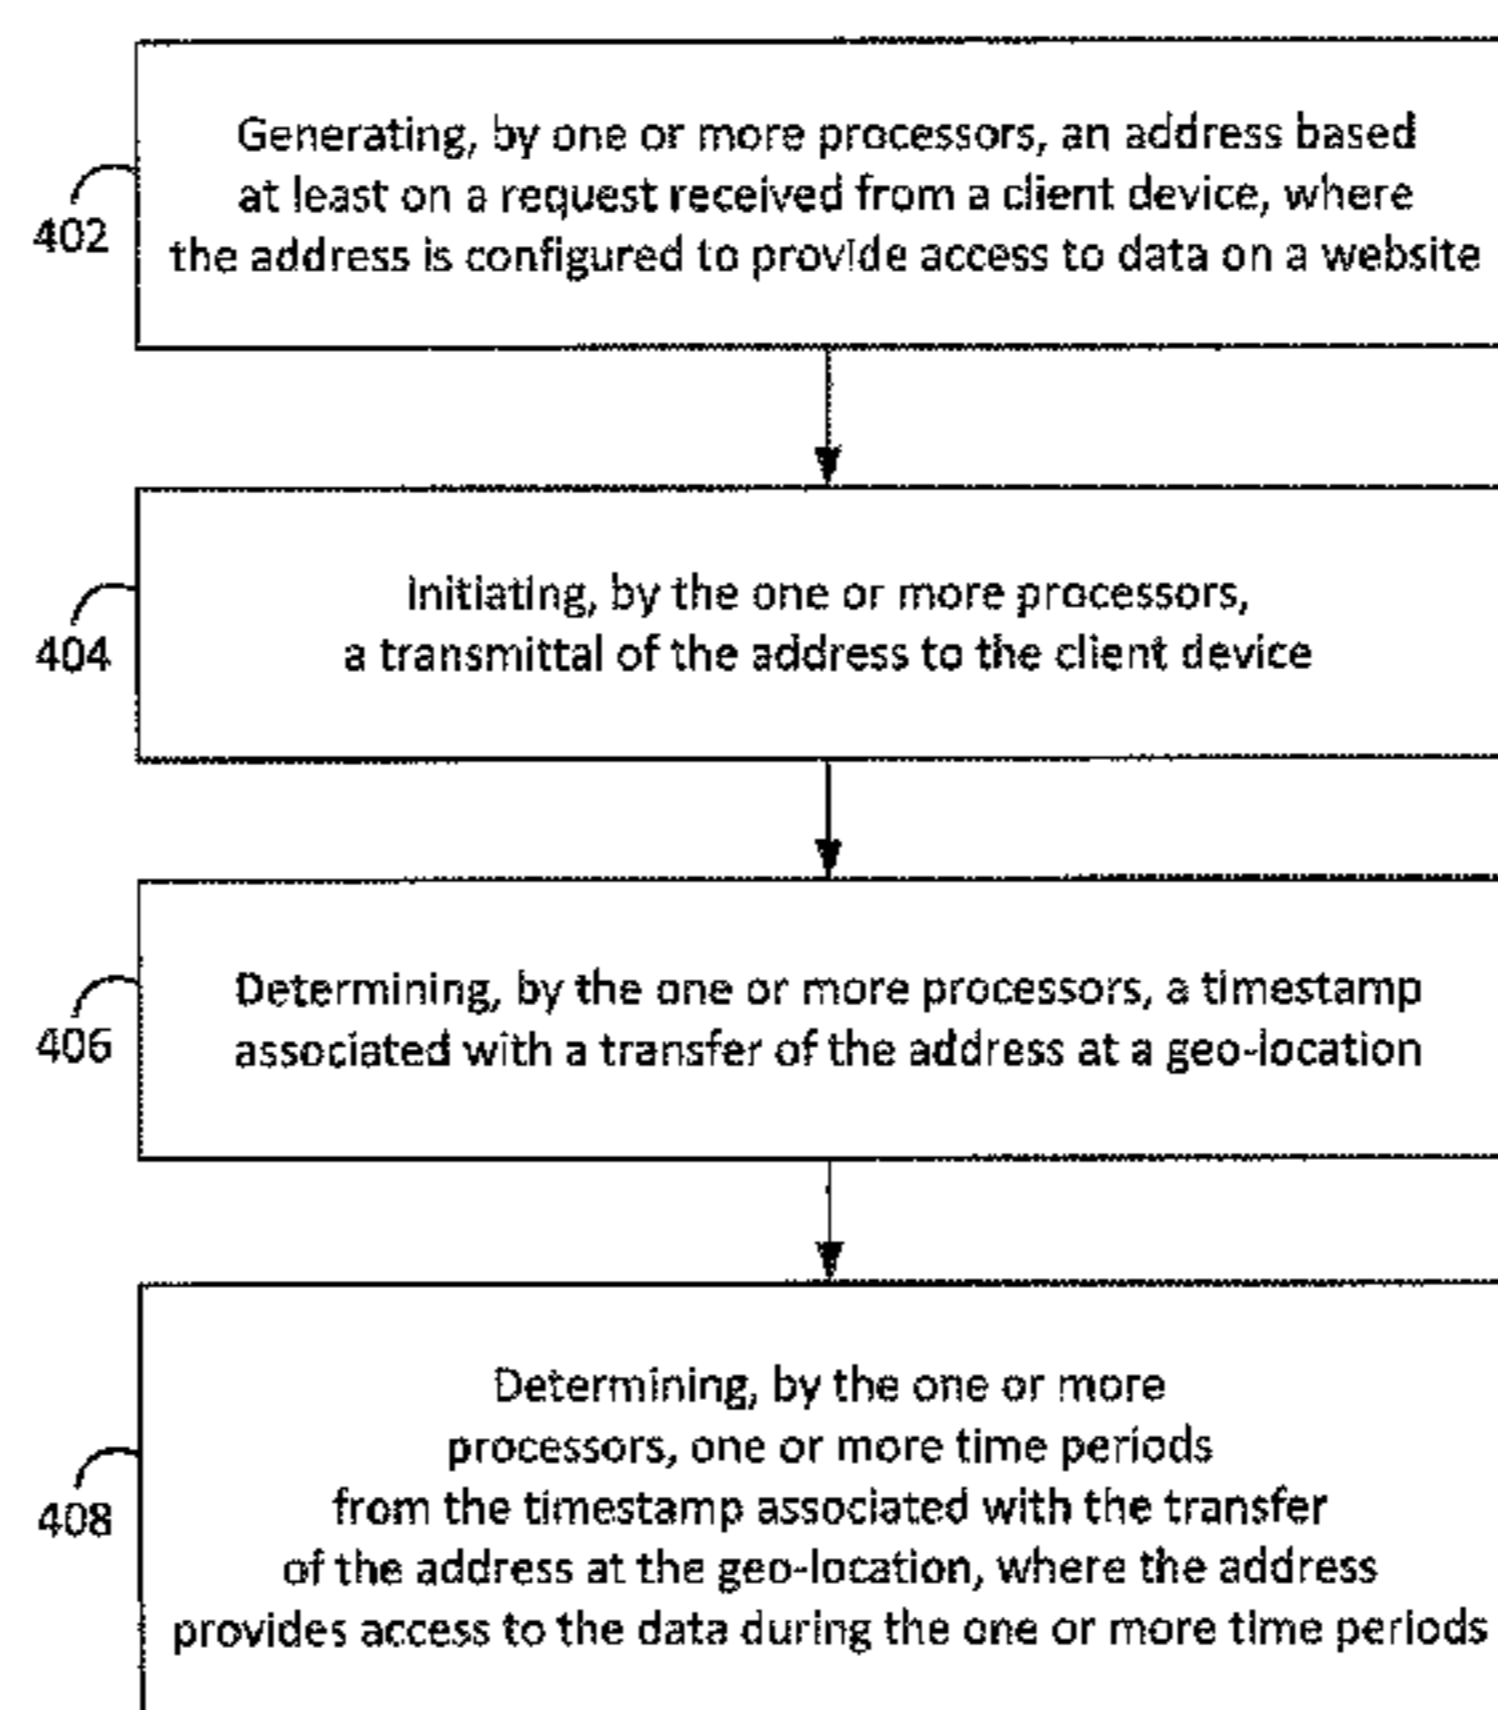 Generating, by one or more processors, an address based
at least on a request received from a client device, where
the address is configured to provide access to data on a website
402
Initiating, by the one or more processors,
a transmittal of the address to the client device
404
Determining, by the one or more processors, a timestamp
associated with a transfer of the address at a geo-location
406
Determining, by the one or more
processors, one or more time periods
from the timestamp associated with the transfer
of the address at the geo-location, where the address
provides access to the data during the one or more time periods
408